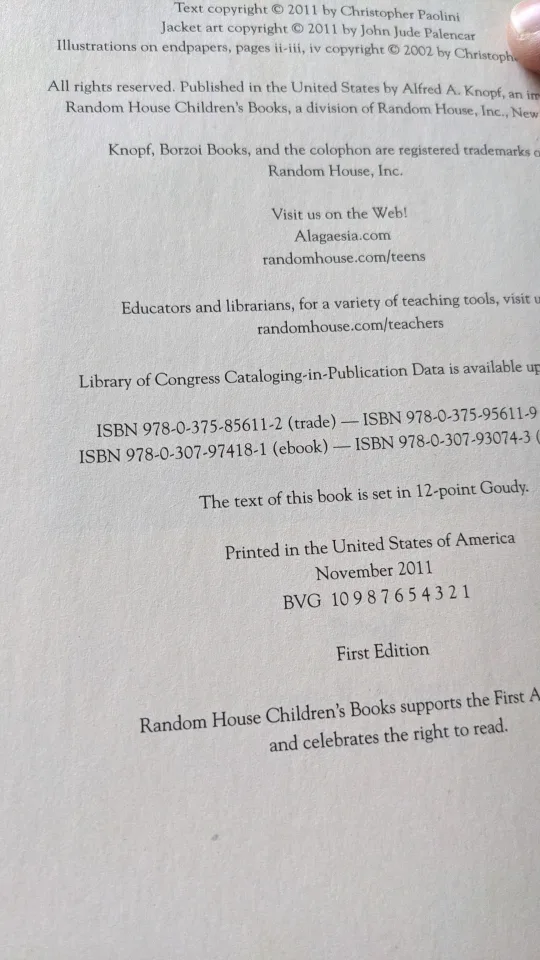 Text copyright © 2011 by Christopher Paolini
Jacket art copyright © 2011 by John Jude Palencar
Illustrations on endpapers, pages ii-iii, iv copyright © 2002 by Christoph
All rights reserved. Published in the United States by Alfred A. Knopf, an
Random House Children's Books, a division of Random House, Inc., New
Knopf, Borzoi Books, and the colophon are registered trademarks
Random House, Inc.
Visit us on the Web!
Alagaesia.com
randomhouse.com/teens
Educators and librarians, for a variety of teaching tools, visit
randomhouse.com/teachers
Library of Congress Cataloging-in-Publication Data is available up
ISBN 978-0-375-85611-2 (trade) — ISBN 978-0-375-95611-9
ISBN 978-0-307-97418-1 (ebook) — ISBN 978-0-307-93074-3 (
The text of this book is set in 12-point Goudy.
Printed in the United States of America
November 2011
BVG 10 9 8 7 6 5 4 3 2 1
First Edition
Random House Children's Books supports the First A
and celebrates the right to read.